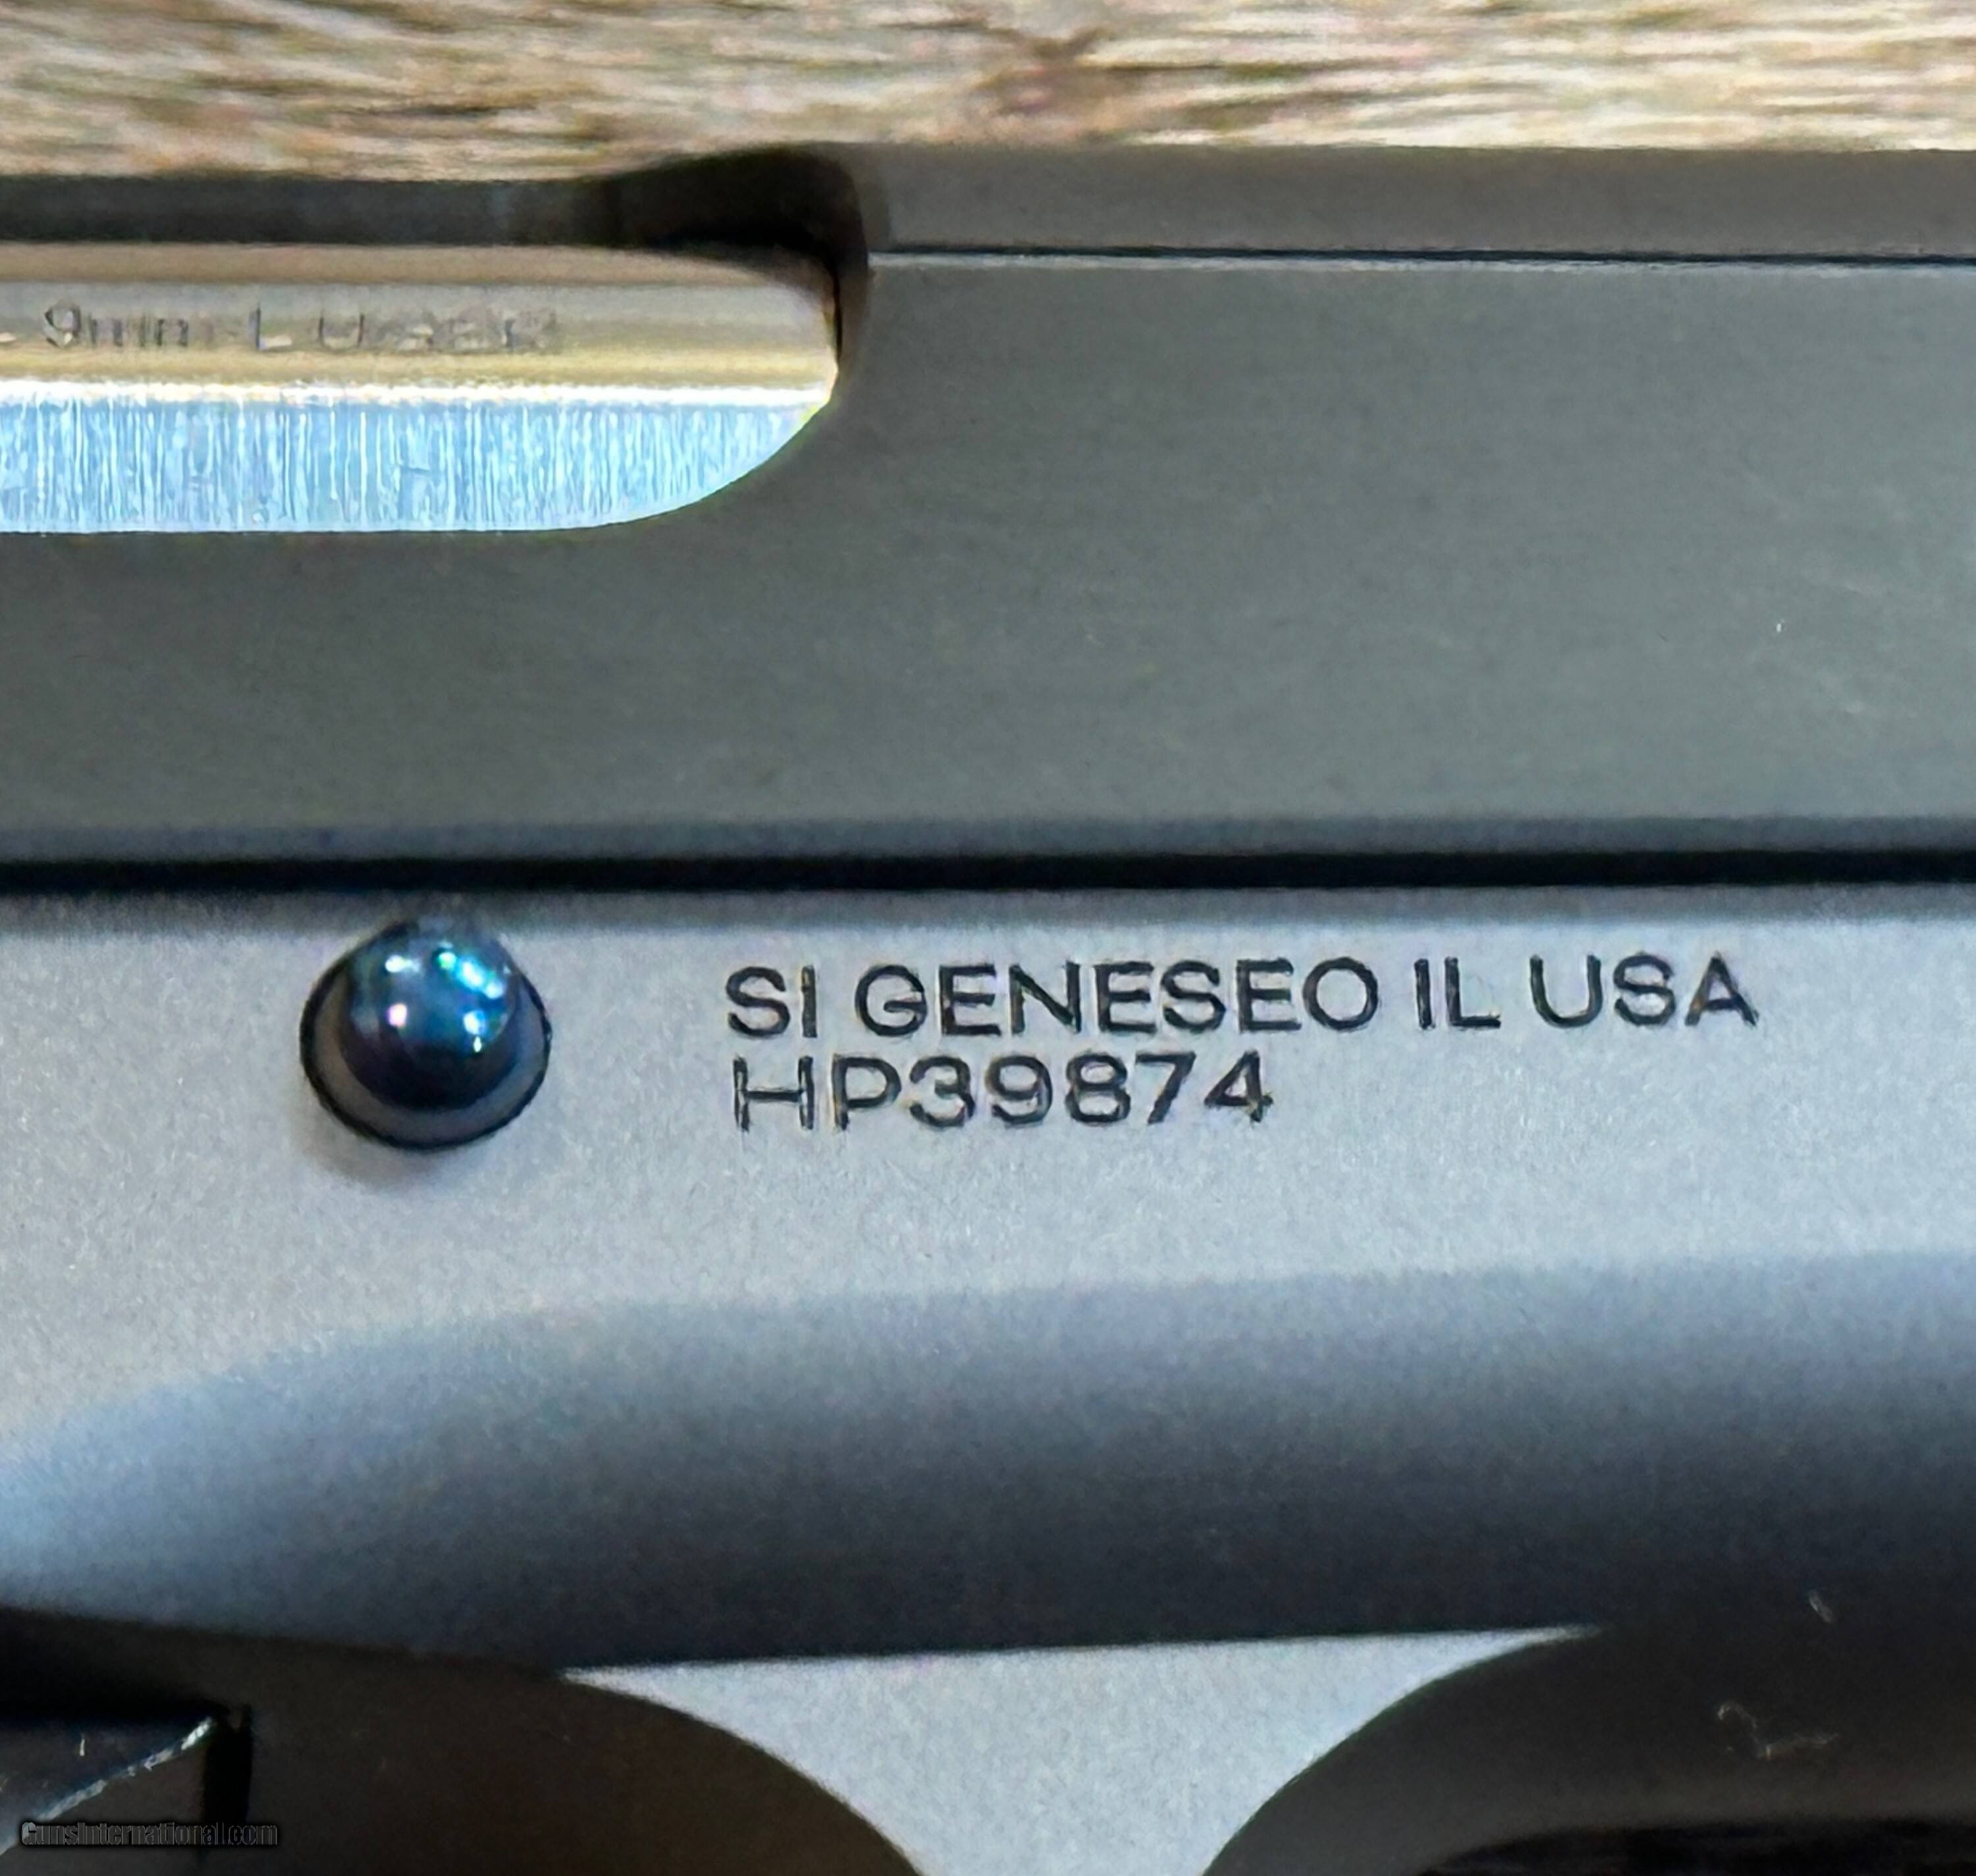 9mm LUGER
SI GENESEO IL USA
HP39874
GunsInternational.com